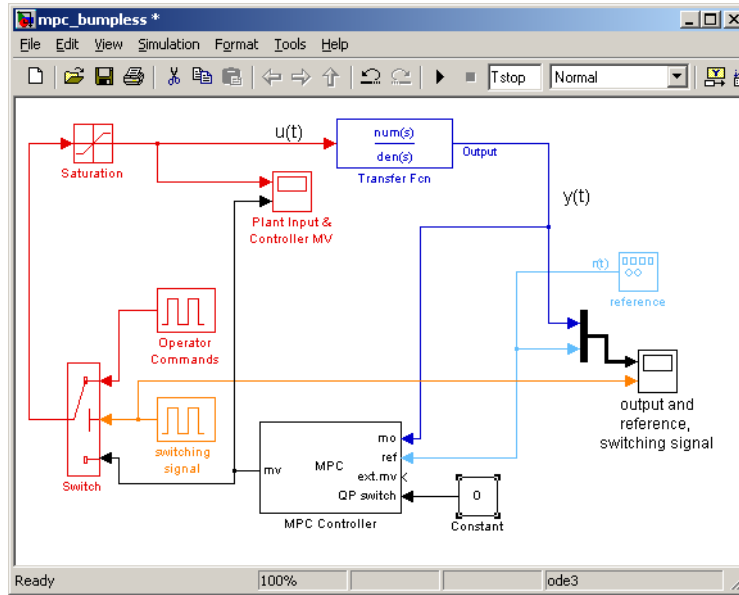 mpc_bumpless *
File Edit View Simulation Format Tools Help
Tstop Normal
u(t)
num(s)
den(s)
Output
Transfer Fcn
Saturation
Plant Input &
Controller MV
y(t)
r(t)
reference
Operator
Commands
switching
signal
Switch
output and
reference,
switching signal
mo
ref
ext.mv
QP switch
MPC
mv
MPC Controller
0
Constant
Ready 100% ode3